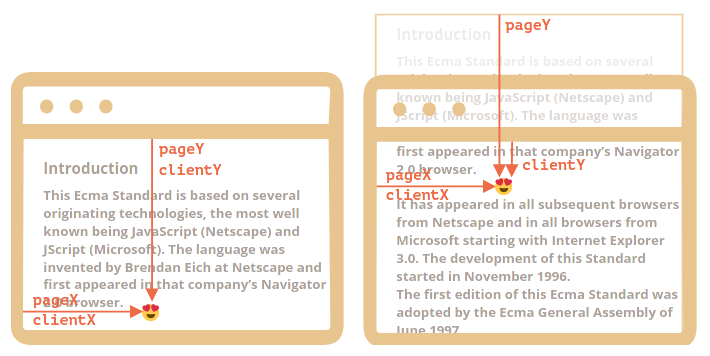 pageY
clientY
Introduction
This Ecma Standard is based on several
originating technologies, the most well
known being JavaScript (Netscape) and
JScript (Microsoft). The language was
invented by Brendan Eich at Netscape and
first appeared in that company's Navigator
2.0 browser.
pageX
clientX
pageY
Introduction
This Ecma Standard is based on several
known being JavaScript (Netscape) and
JScript (Microsoft). The language was
first appeared in that company's Navigator
2.0 browser.
clientY
pageX
clientX
It has appeared in all subsequent browsers
from Netscape and in all browsers from
Microsoft starting with Internet Explorer
3.0. The development of this Standard
started in November 1996.
The first edition of this Ecma Standard was
adopted by the Ecma General Assembly of
June 1997